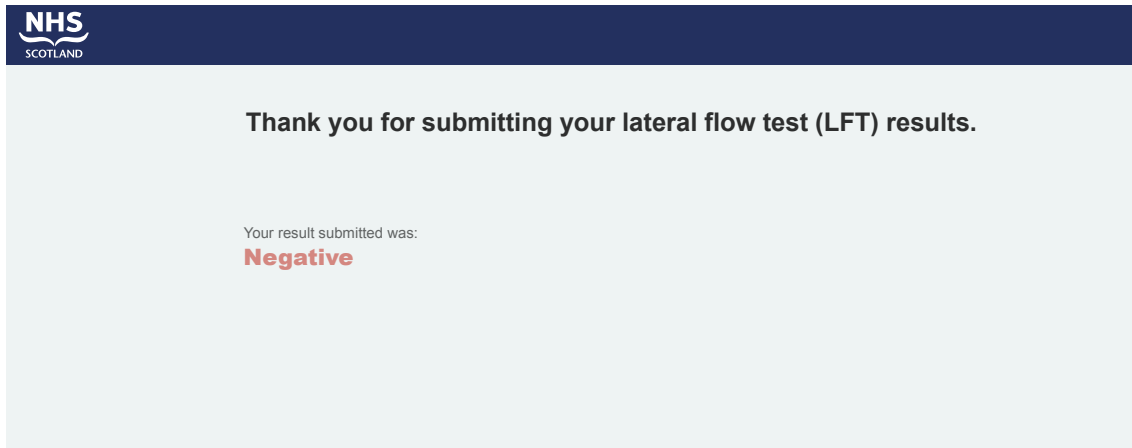 NHS
SCOTLAND
Thank you for submitting your lateral flow test (LFT) results.
Your result submitted was:
Negative